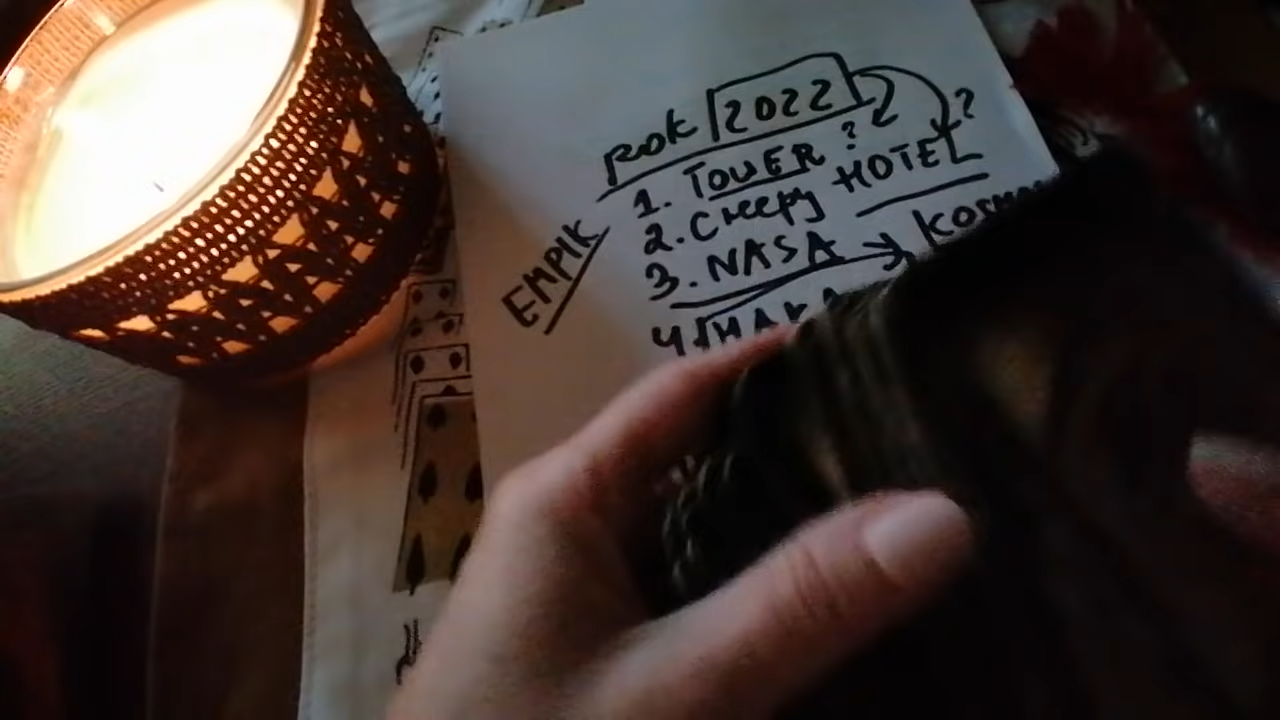 ROK 2022
1. TOWER ? ?
2. Creepy HOTEL
3. NASA → KOSM
EMPIK